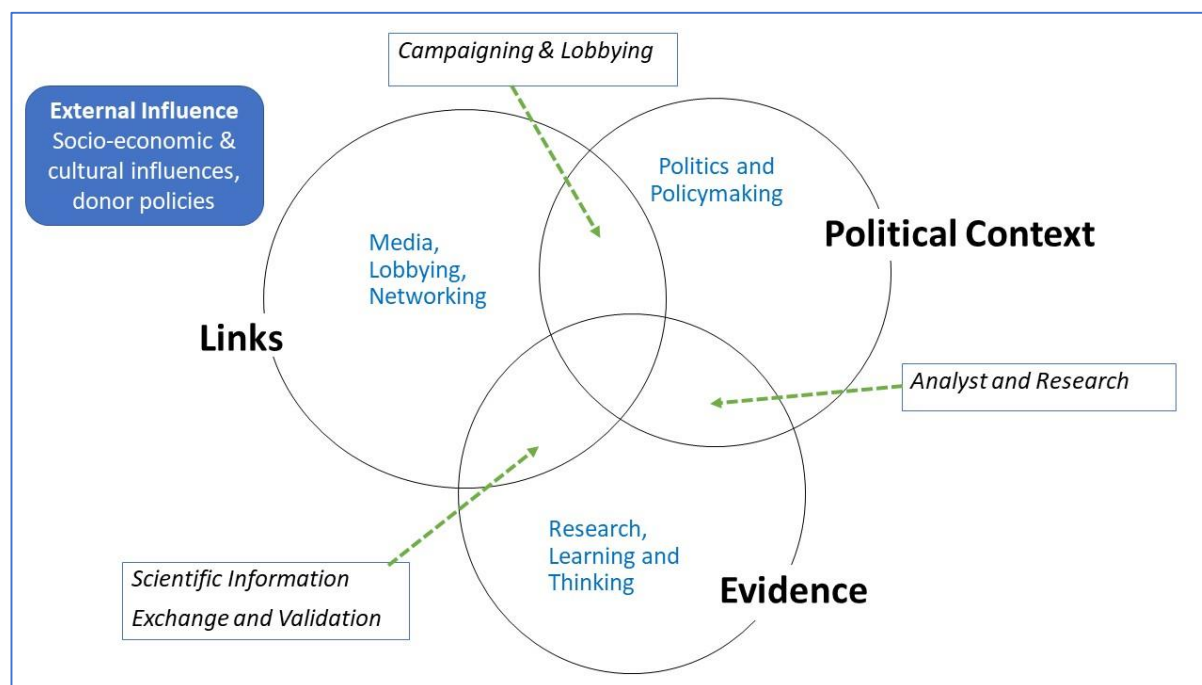 Campaigning & Lobbying
External Influence
Socio-economic &
cultural influences,
donor policies
Politics and
Policymaking
Political Context
Media,
Lobbying,
Networking
Links
Analyst and Research
Research,
Learning and
Thinking
Evidence
Scientific Information
Exchange and Validation